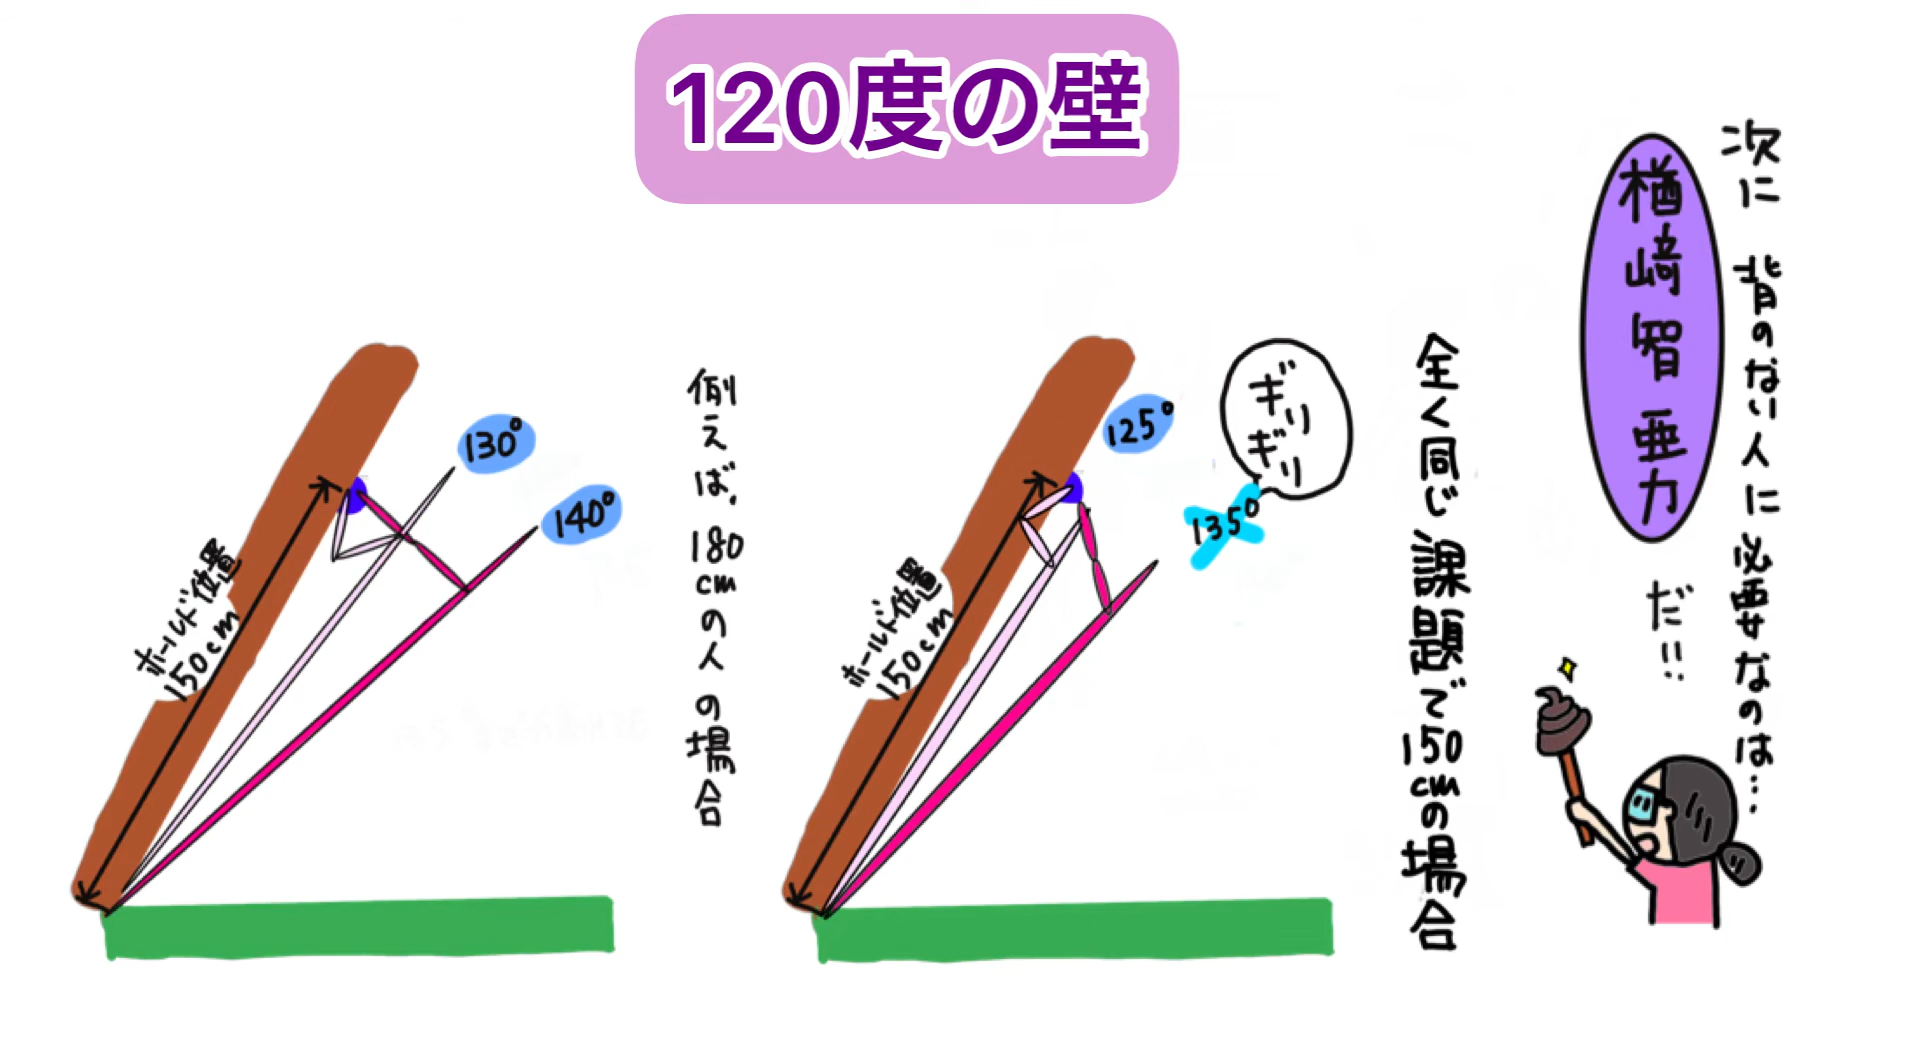 120度の壁
次に 背のない人に必要なのは…
楢﨑智亜力
だ!!
全く同じ課題で150cmの場合
ギリギリ
135°
125°
ホールド位置
150cm
例えば、180cmの人の場合
130°
140°
ホールド位置
150cm